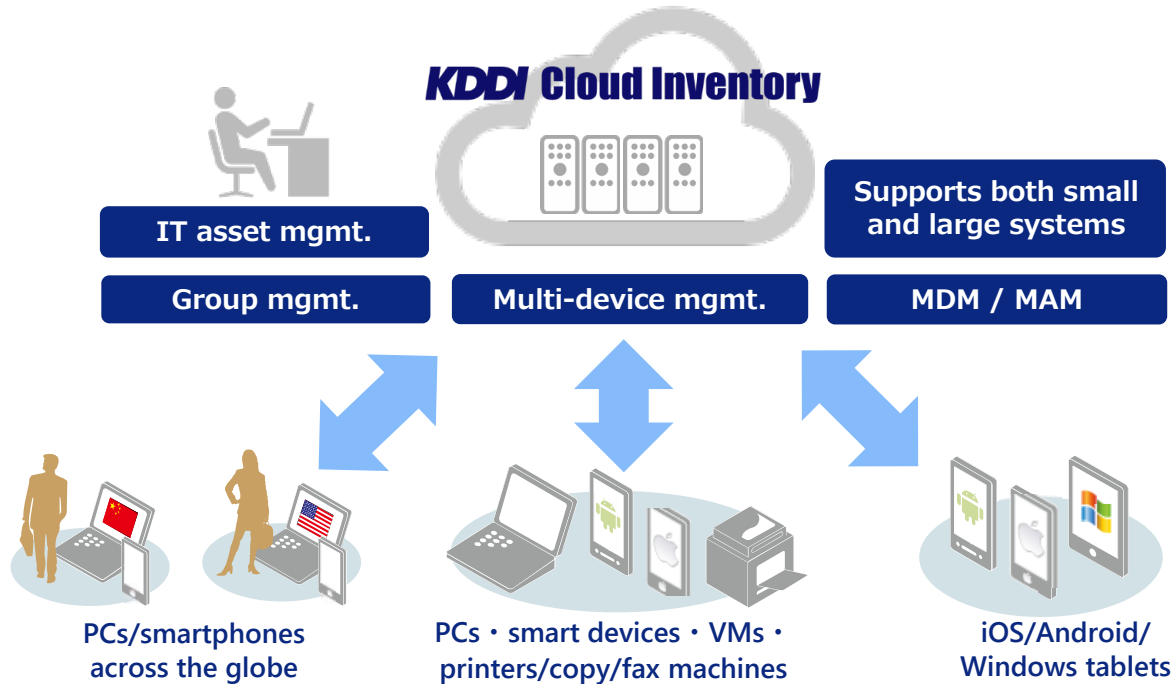 KDDI Cloud Inventory
IT asset mgmt.
Supports both small
and large systems
Group mgmt.
Multi-device mgmt.
MDM / MAM
PCs/smartphones
across the globe
PCs・smart devices・VMs・
printers/copy/fax machines
iOS/Android/
Windows tablets